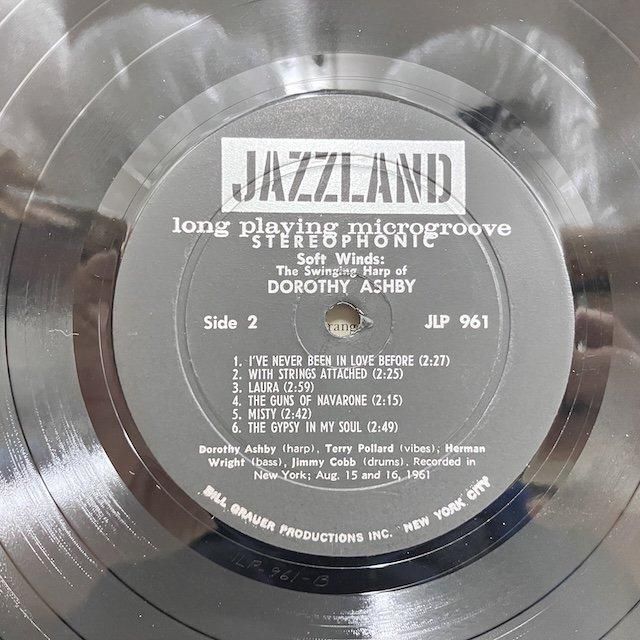 JAZZLAND
long playing microgroove
STEREOPHONIC
Soft Winds:
The Swinging Harp of
DOROTHY ASHBY
Side 2
rang
JLP 961
1. I'VE NEVER BEEN IN LOVE BEFORE (2:27)
2. WITH STRINGS ATTACHED (2:25)
3. LAURA (2:59)
4. THE GUNS OF NAVARONE (2:15)
5. MISTY (2:42)
6. THE GYPSY IN MY SOUL (2:49)
Dorothy Ashby (harp), Terry Pollard (vibes); Herman
Wright (bass), Jimmy Cobb (drums). Recorded in
New York; Aug. 15 and 16, 1961
BILL GRAUER PRODUCTIONS INC. NEW YORK CITY
JLP-961-B